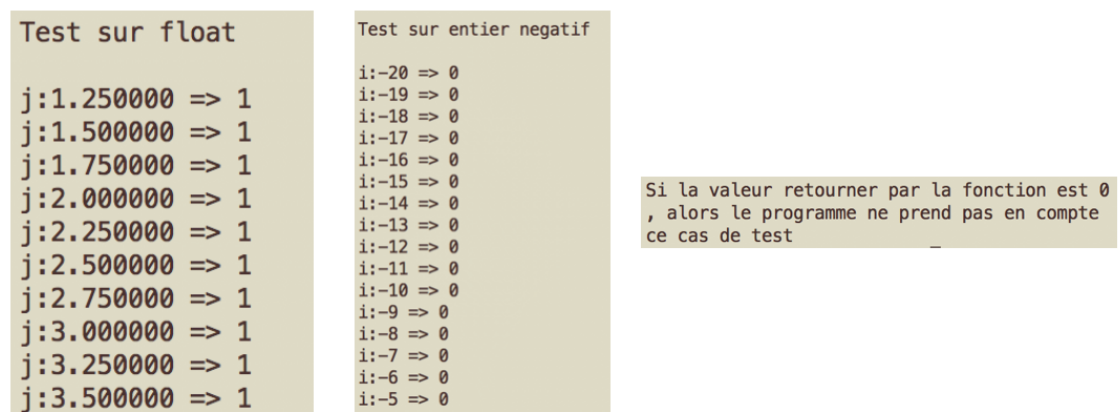 Test sur float
j:1.250000 => 1
j:1.500000 => 1
j:1.750000 => 1
j:2.000000 => 1
j:2.250000 => 1
j:2.500000 => 1
j:2.750000 => 1
j:3.000000 => 1
j:3.250000 => 1
j:3.500000 => 1
Test sur entier negatif
i:-20 => 0
i:-19 => 0
i:-18 => 0
i:-17 => 0
i:-16 => 0
i:-15 => 0
i:-14 => 0
i:-13 => 0
i:-12 => 0
i:-11 => 0
i:-10 => 0
i:-9 => 0
i:-8 => 0
i:-7 => 0
i:-6 => 0
i:-5 => 0
Si la valeur retourner par la fonction est 0
, alors le programme ne prend pas en compte
ce cas de test